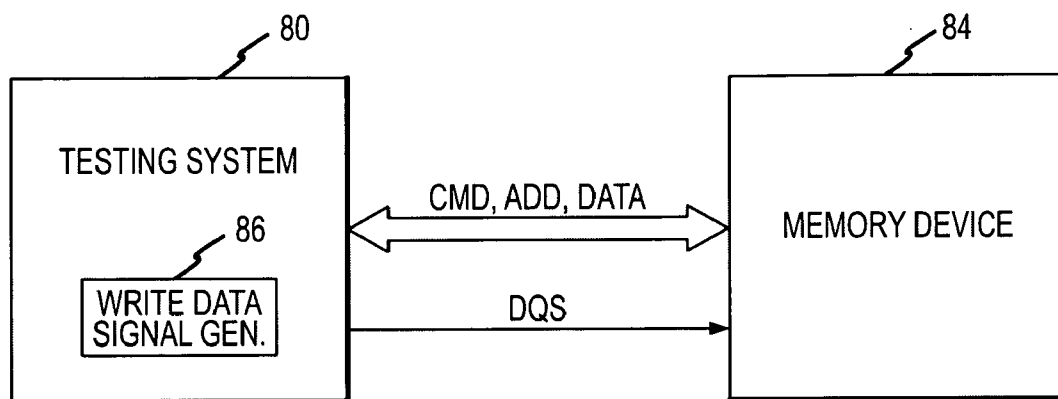 80
84
TESTING SYSTEM
CMD, ADD, DATA
MEMORY DEVICE
86
WRITE DATA
SIGNAL GEN.
DQS